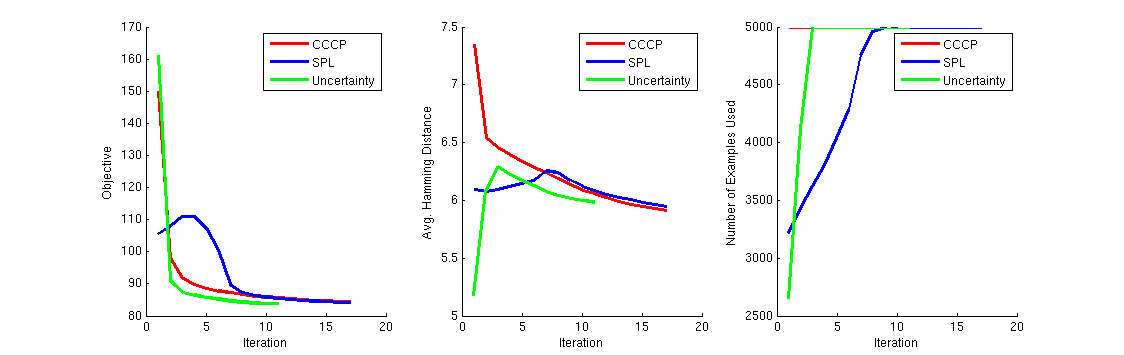 170
160
150
140
130
120
110
100
90
80
0
5
10
15
20
Objective
Iteration
CCCP
SPL
Uncertainty
7.5
7
6.5
6
5.5
5
0
5
10
15
20
Avg. Hamming Distance
Iteration
CCCP
SPL
Uncertainty
5000
4500
4000
3500
3000
2500
0
5
10
15
20
Number of Examples Used
Iteration
CCCP
SPL
Uncertainty